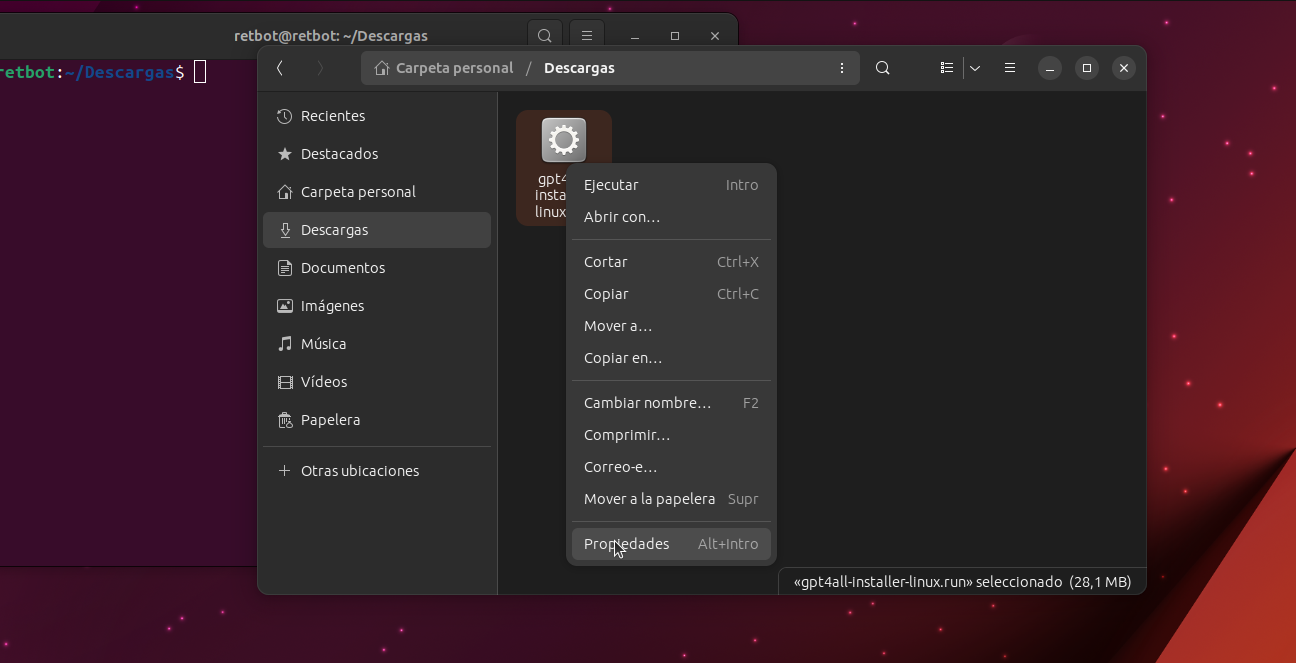 retbot@retbot: ~/Descargas
retbot:~/Descargas$
Carpeta personal / Descargas
Recientes
Destacados
Carpeta personal
Descargas
Documentos
Imágenes
Música
Vídeos
Papelera
+ Otras ubicaciones
gpt4
insta
linux
Ejecutar Intro
Abrir con...
Cortar Ctrl+X
Copiar Ctrl+C
Mover a...
Copiar en...
Cambiar nombre... F2
Comprimir...
Correo-e...
Mover a la papelera Supr
Propiedades Alt+Intro
«gpt4all-installer-linux.run» seleccionado (28,1 MB)